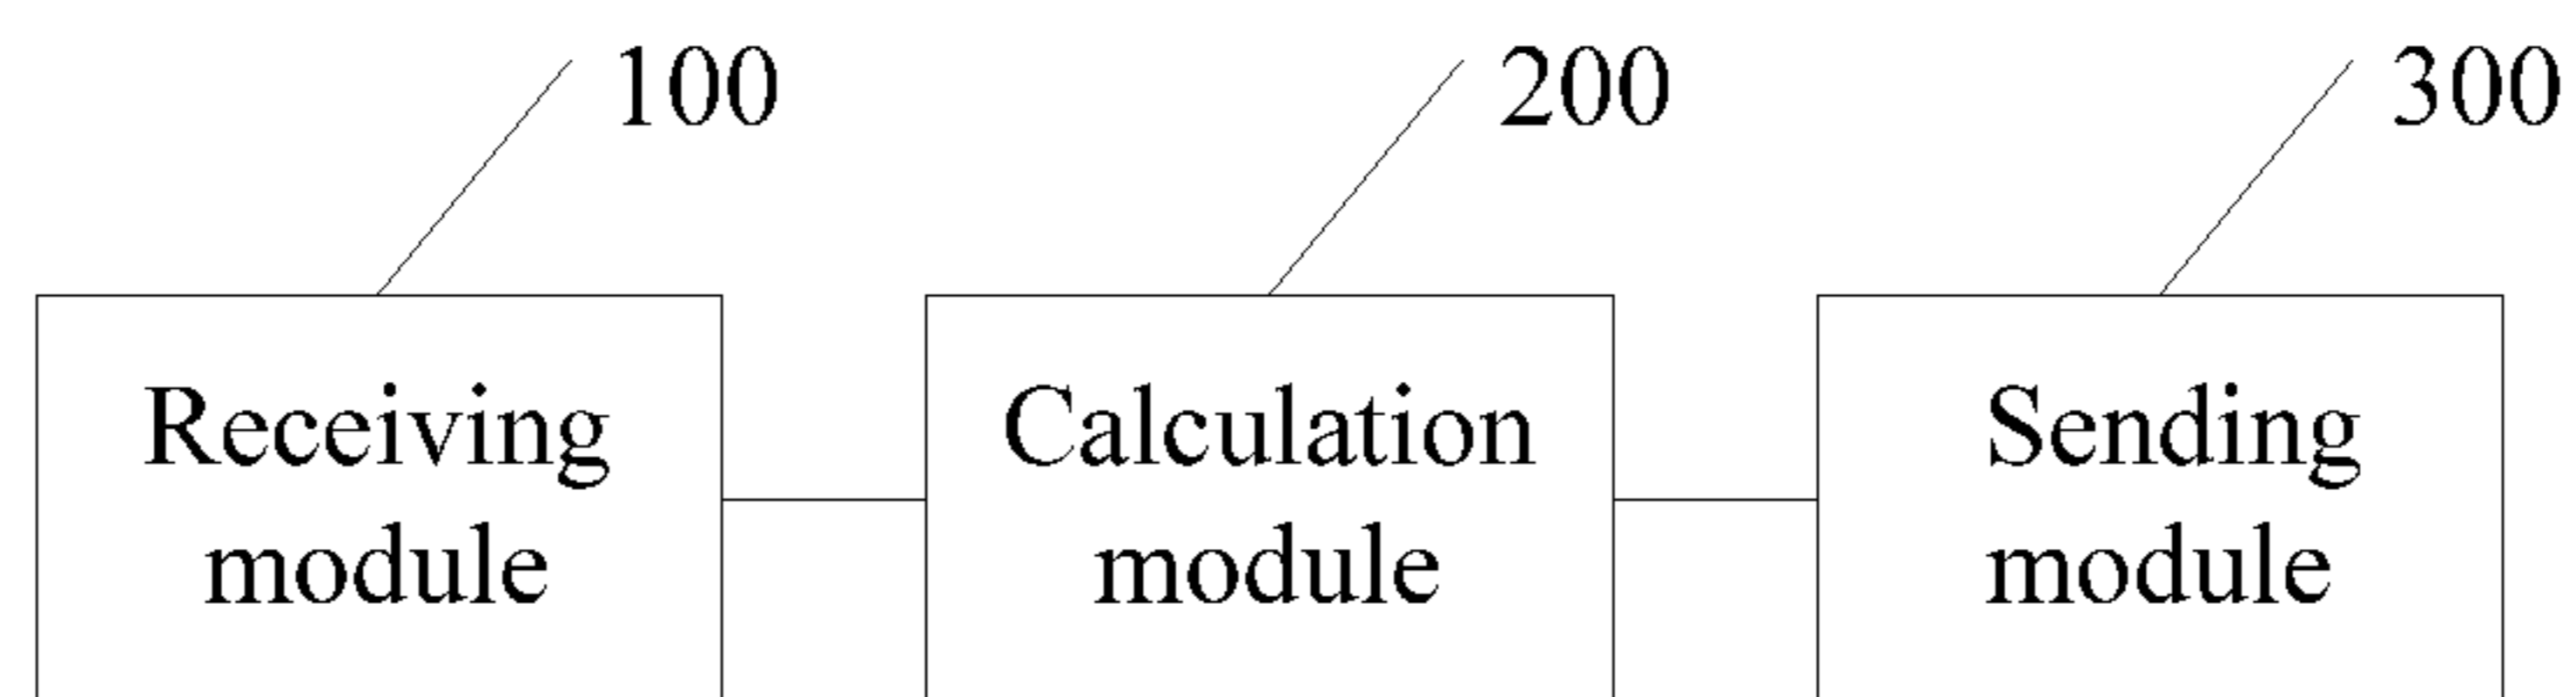 100
200
300
Receiving
module
Calculation
module
Sending
module